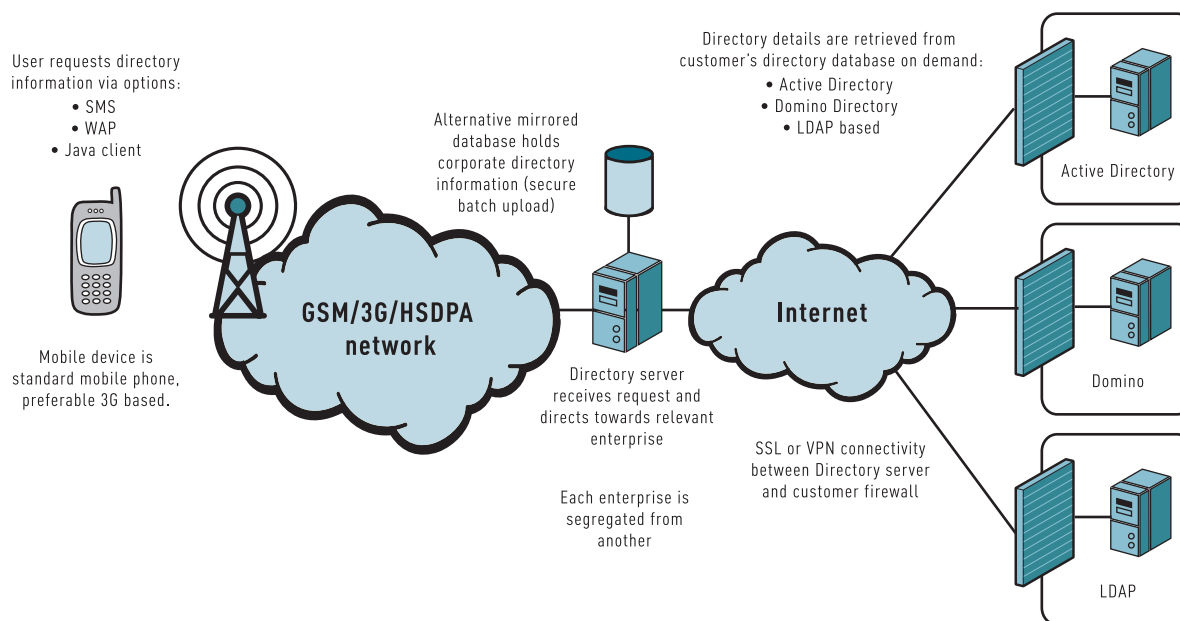 User requests directory
information via options:
• SMS
• WAP
• Java client
Mobile device is
standard mobile phone,
preferable 3G based.
GSM/3G/HSDPA
network
Alternative mirrored
database holds
corporate directory
information (secure
batch upload)
Directory server
receives request and
directs towards relevant
enterprise
Each enterprise is
segregated from
another
Internet
Directory details are retrieved from
customer's directory database on demand:
• Active Directory
• Domino Directory
• LDAP based
SSL or VPN connectivity
between Directory server
and customer firewall
Active Directory
Domino
LDAP